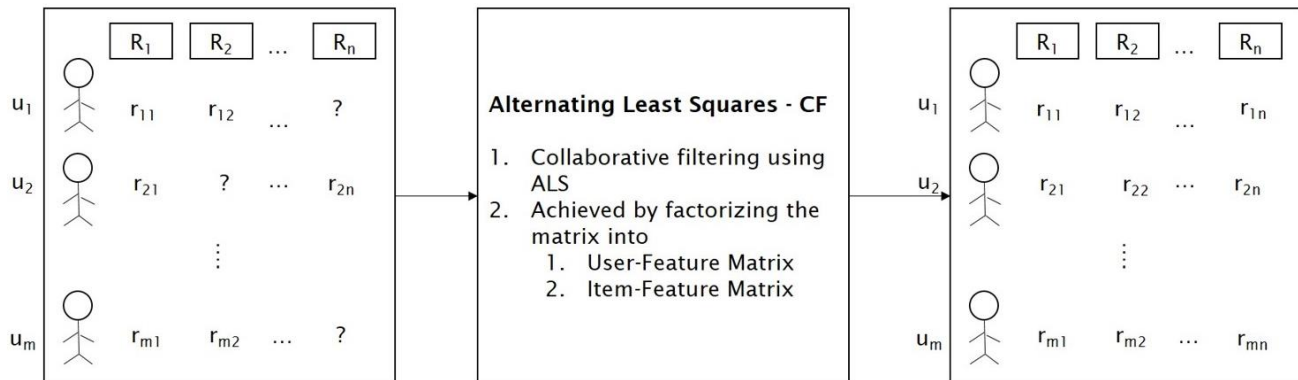 R1 R2 ... Rn
u1 r11 r12 ... ?
u2 r21 ? ... r2n
⋮
um rm1 rm2 ... ?
Alternating Least Squares - CF
1. Collaborative filtering using
ALS
2. Achieved by factorizing the
matrix into
1. User-Feature Matrix
2. Item-Feature Matrix
R1 R2 ... Rn
u1 r11 r12 ... r1n
u2 r21 r22 ... r2n
⋮
um rm1 rm2 ... rmn